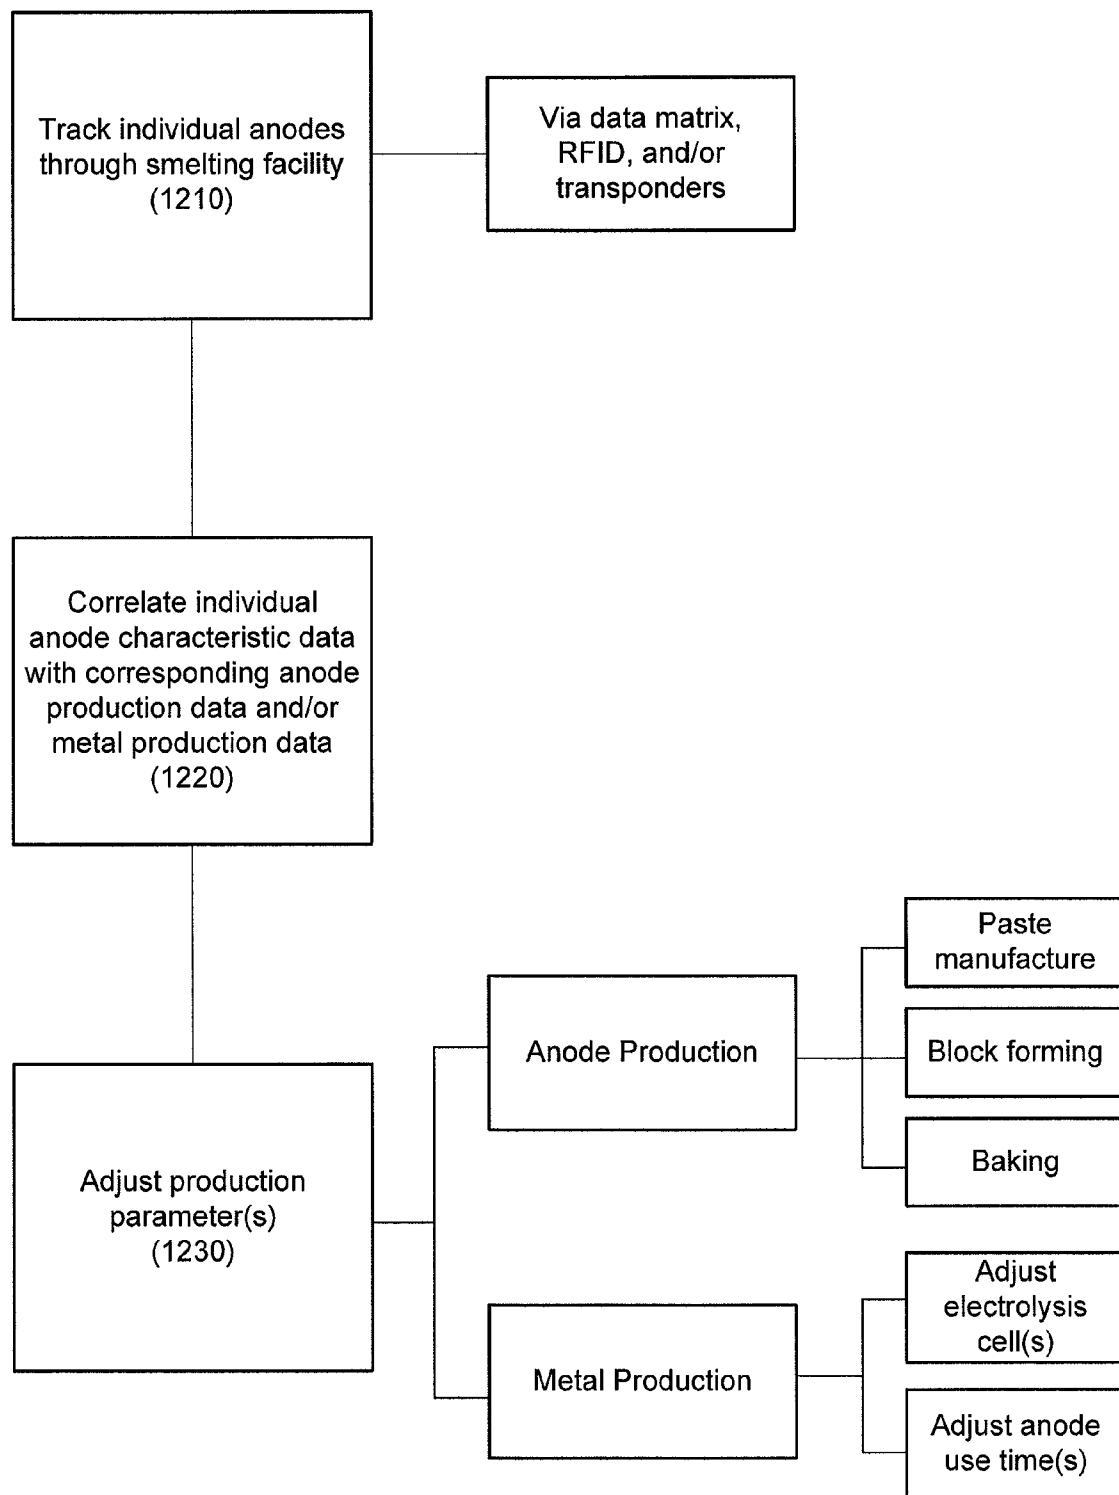 Track individual anodes
through smelting facility
(1210)
Via data matrix,
RFID, and/or
transponders
Correlate individual
anode characteristic data
with corresponding anode
production data and/or
metal production data
(1220)
Adjust production
parameter(s)
(1230)
Anode Production
Paste
manufacture
Block forming
Baking
Metal Production
Adjust
electrolysis
cell(s)
Adjust anode
use time(s)